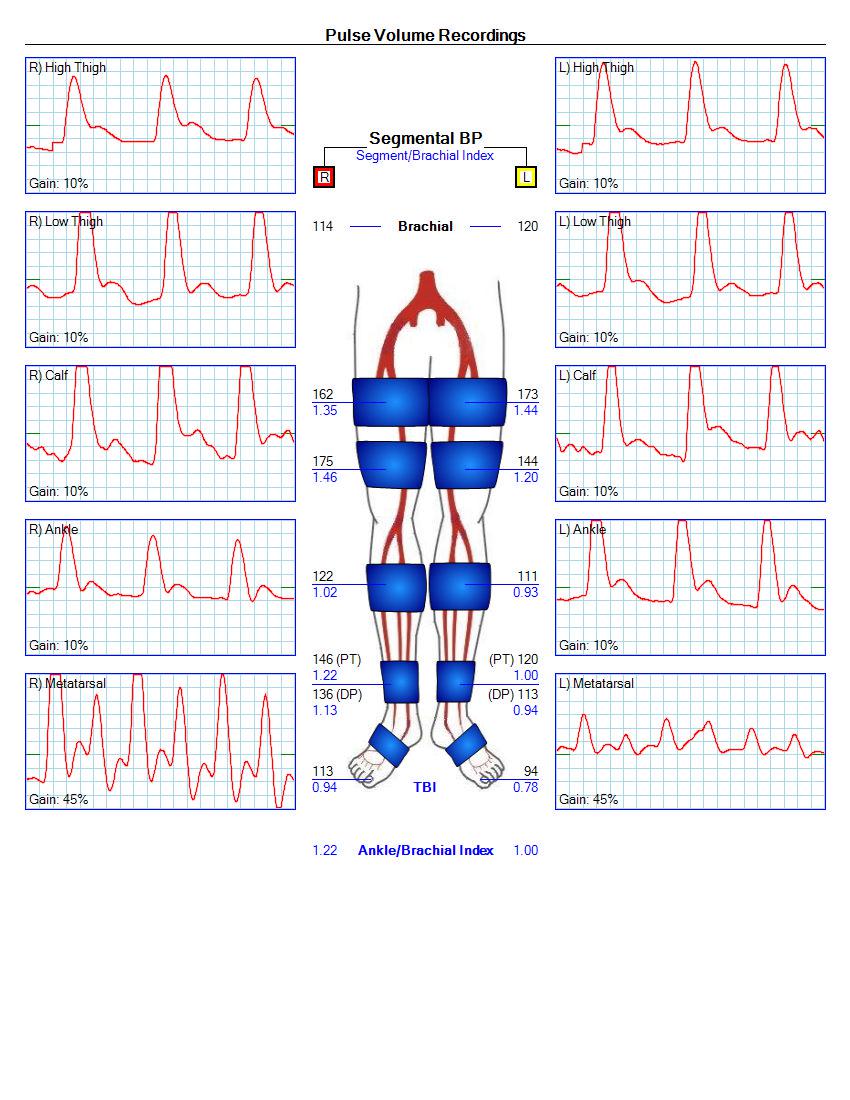 Pulse Volume Recordings
R) High Thigh
Gain: 10%
L) High Thigh
Gain: 10%
Segmental BP
Segment/Brachial Index
R
L
114 Brachial 120
R) Low Thigh
Gain: 10%
L) Low Thigh
Gain: 10%
R) Calf
Gain: 10%
L) Calf
Gain: 10%
162 173
1.35 1.44
175 144
1.46 1.20
R) Ankle
Gain: 10%
L) Ankle
Gain: 10%
122 111
1.02 0.93
146 (PT) (PT) 120
1.22 1.00
136 (DP) (DP) 113
1.13 0.94
R) Metatarsal
Gain: 45%
L) Metatarsal
Gain: 45%
113 94
0.94 TBI 0.78
1.22 Ankle/Brachial Index 1.00